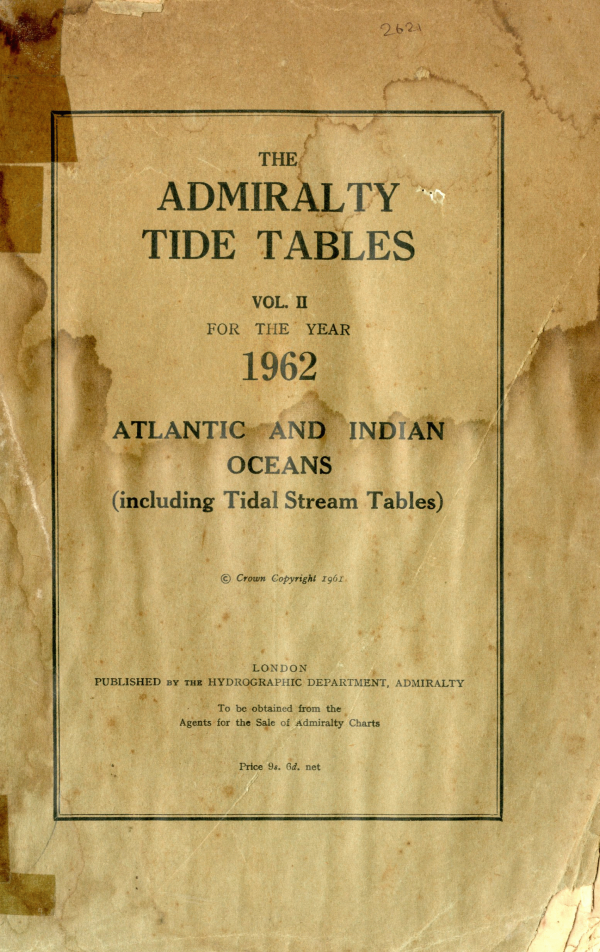 2621
THE
ADMIRALTY
TIDE TABLES
VOL. II
FOR THE YEAR
1962
ATLANTIC AND INDIAN
OCEANS
(including Tidal Stream Tables)
© Crown Copyright 1961
LONDON
PUBLISHED BY THE HYDROGRAPHIC DEPARTMENT, ADMIRALTY
To be obtained from the
Agents for the Sale of Admiralty Charts
Price 9s. 6d. net